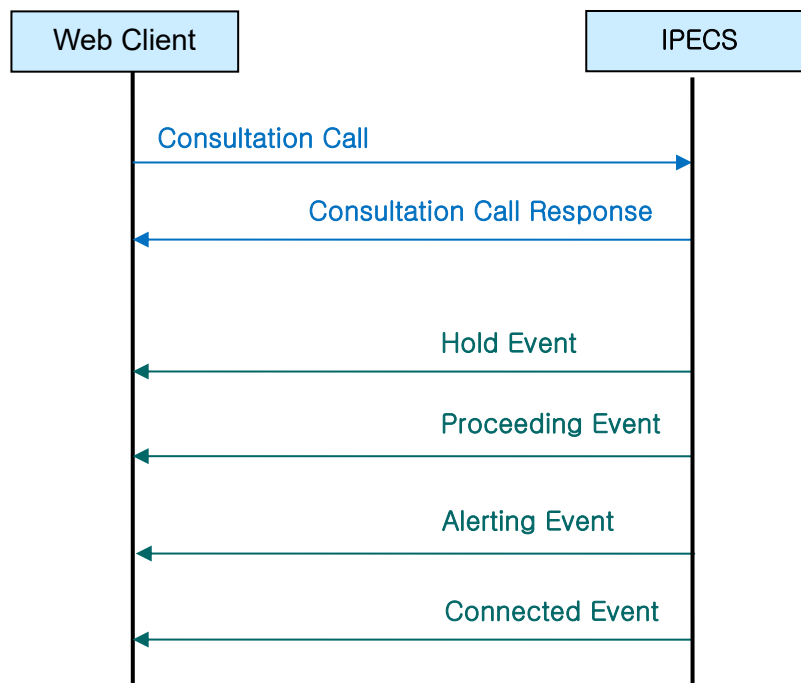 Web Client
IPECS
Consultation Call
Consultation Call Response
Hold Event
Proceeding Event
Alerting Event
Connected Event